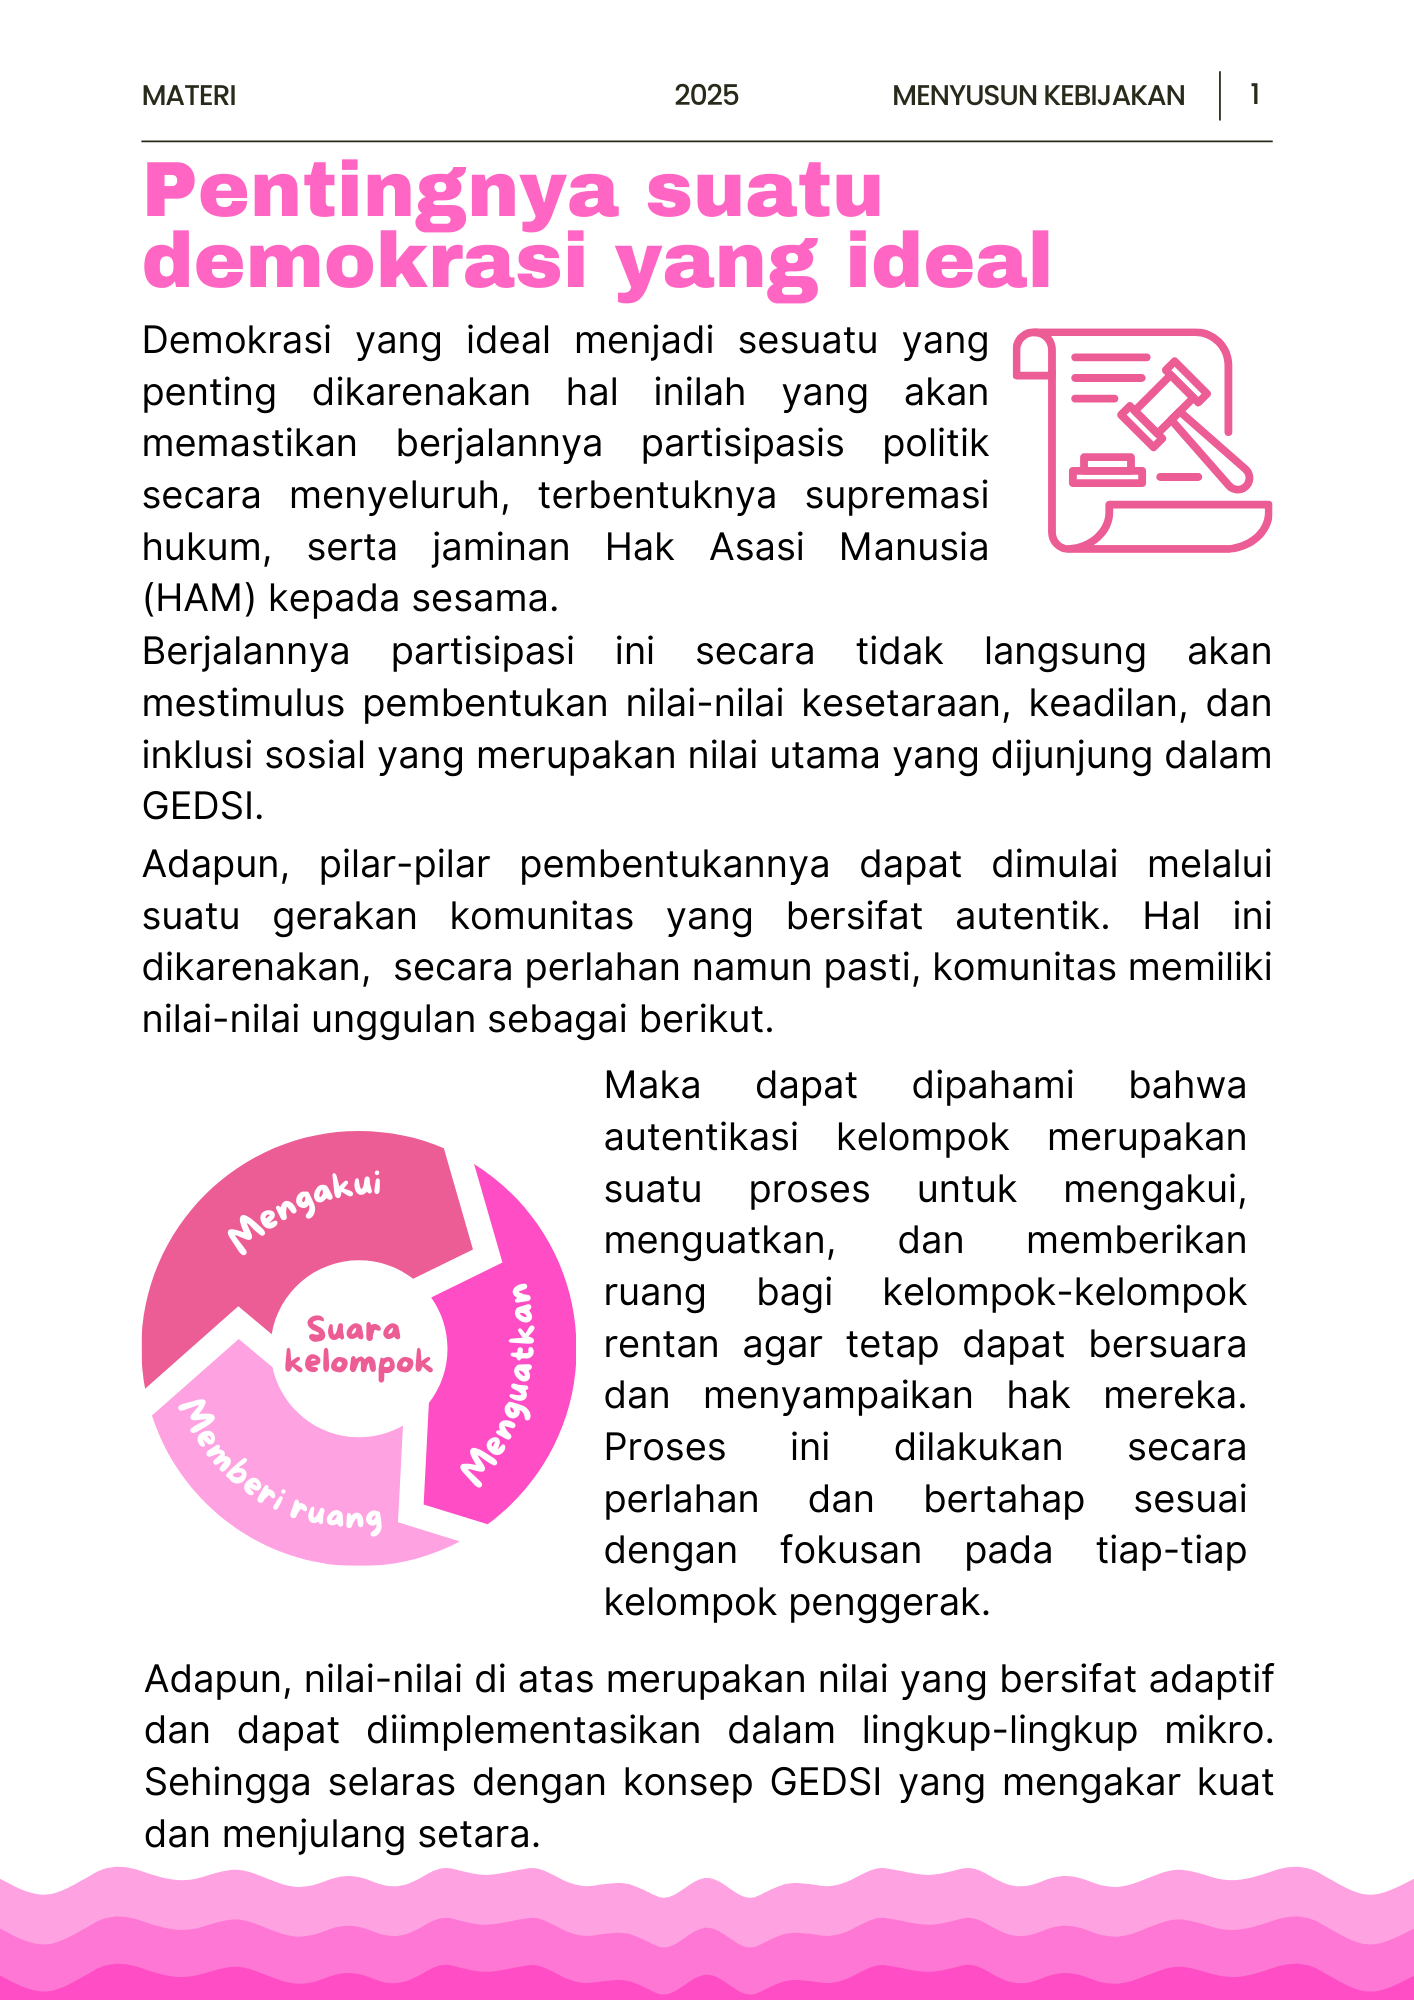 MATERI
2025
MENYUSUN KEBIJAKAN
1
Pentingnya suatu
demokrasi yang ideal
Demokrasi yang ideal menjadi sesuatu yang
penting dikarenakan hal inilah yang akan
memastikan berjalannya partisipasis politik
secara menyeluruh, terbentuknya supremasi
hukum, serta jaminan Hak Asasi Manusia
(HAM) kepada sesama.
Berjalannya partisipasi ini secara tidak langsung akan
mestimulus pembentukan nilai-nilai kesetaraan, keadilan, dan
inklusi sosial yang merupakan nilai utama yang dijunjung dalam
GEDSI.
Adapun, pilar-pilar pembentukannya dapat dimulai melalui
suatu gerakan komunitas yang bersifat autentik. Hal ini
dikarenakan, secara perlahan namun pasti, komunitas memiliki
nilai-nilai unggulan sebagai berikut.
Mengakui
Menguatkan
Memberi ruang
Suara
kelompok
Maka dapat dipahami bahwa
autentikasi kelompok merupakan
suatu proses untuk mengakui,
menguatkan, dan memberikan
ruang bagi kelompok-kelompok
rentan agar tetap dapat bersuara
dan menyampaikan hak mereka.
Proses ini dilakukan secara
perlahan dan bertahap sesuai
dengan fokusan pada tiap-tiap
kelompok penggerak.
Adapun, nilai-nilai di atas merupakan nilai yang bersifat adaptif
dan dapat diimplementasikan dalam lingkup-lingkup mikro.
Sehingga selaras dengan konsep GEDSI yang mengakar kuat
dan menjulang setara.